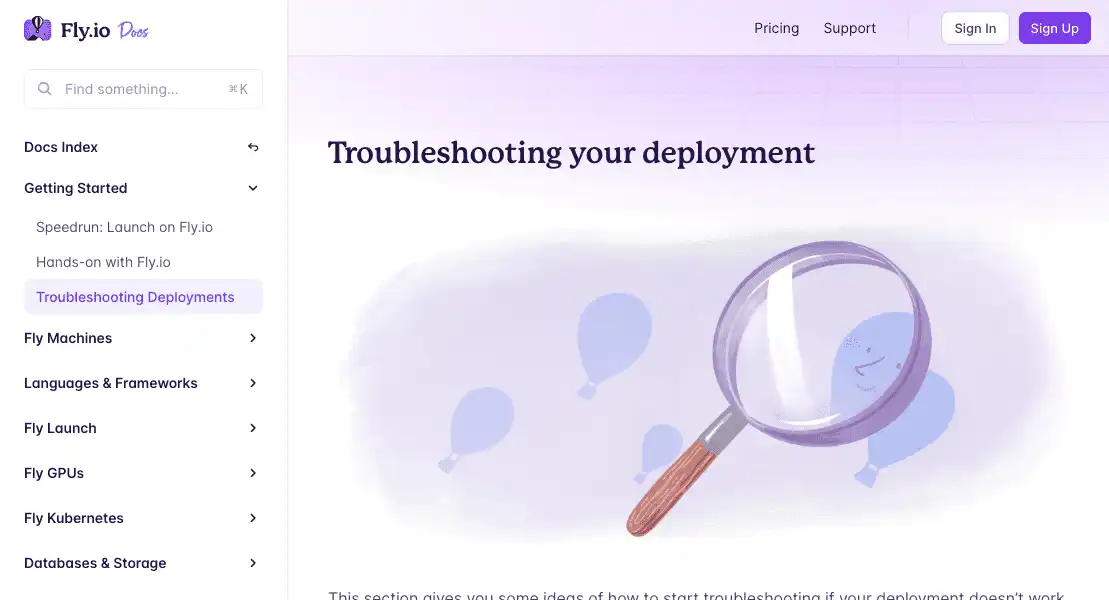 Fly.io Docs
Pricing
Support
Sign In
Sign Up
Find something...
⌘K
Docs Index
Getting Started
Speedrun: Launch on Fly.io
Hands-on with Fly.io
Troubleshooting Deployments
Fly Machines
Languages & Frameworks
Fly Launch
Fly GPUs
Fly Kubernetes
Databases & Storage
Troubleshooting your deployment
This section gives you some ideas of how to start troubleshooting if your deployment doesn’t work